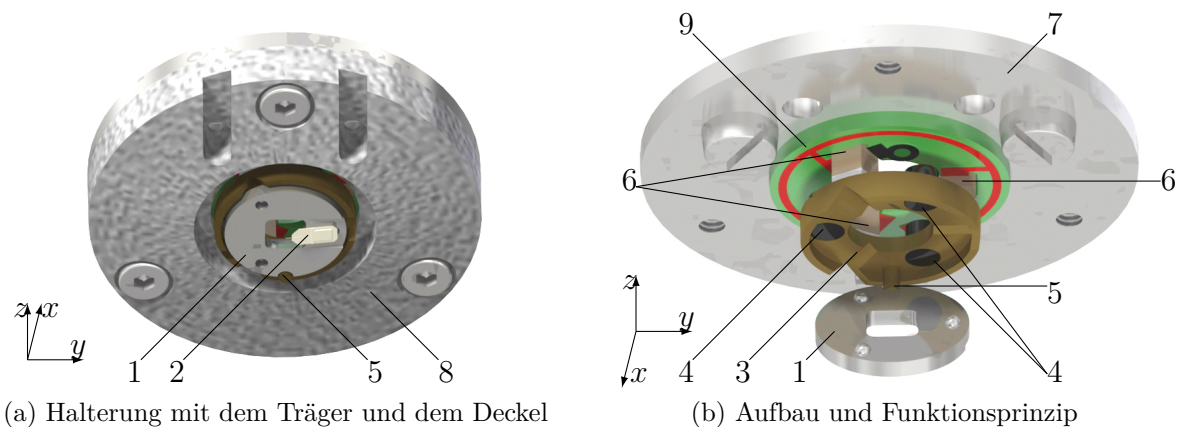 9
7
6
6
z
x
y
1
2
5
8
z
y
x
5
4
3
1
4
(a) Halterung mit dem Träger und dem Deckel
(b) Aufbau und Funktionsprinzip